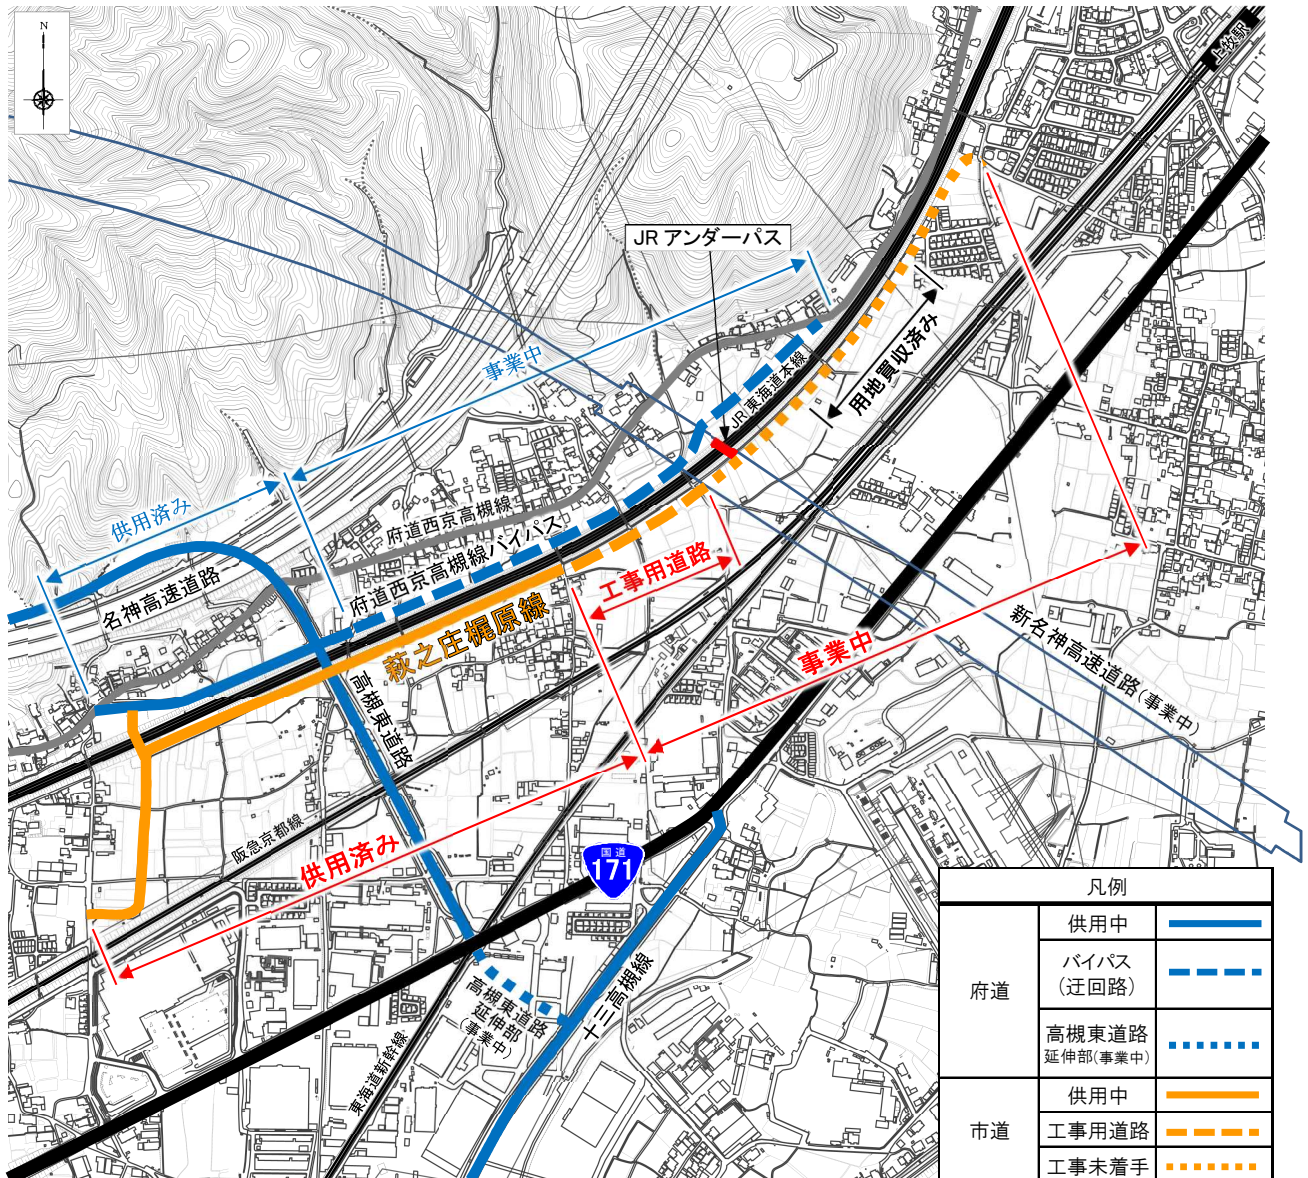 N
上牧駅
JR アンダーパス
事業中
JR 東海道本線
用地買収済み
供用済み
府道西京高槻線
府道西京高槻線バイパス
名神高速道路
工事用道路
萩之庄梶原線
新名神高速道路(事業中)
事業中
高槻東道路
阪急京都線
供用済み
国道
171
高槻東道路
延伸部
(事業中)
十三高槻線
東海道新幹線
凡例
府道
供用中
バイパス
(迂回路)
高槻東道路
延伸部(事業中)
市道
供用中
工事用道路
工事未着手